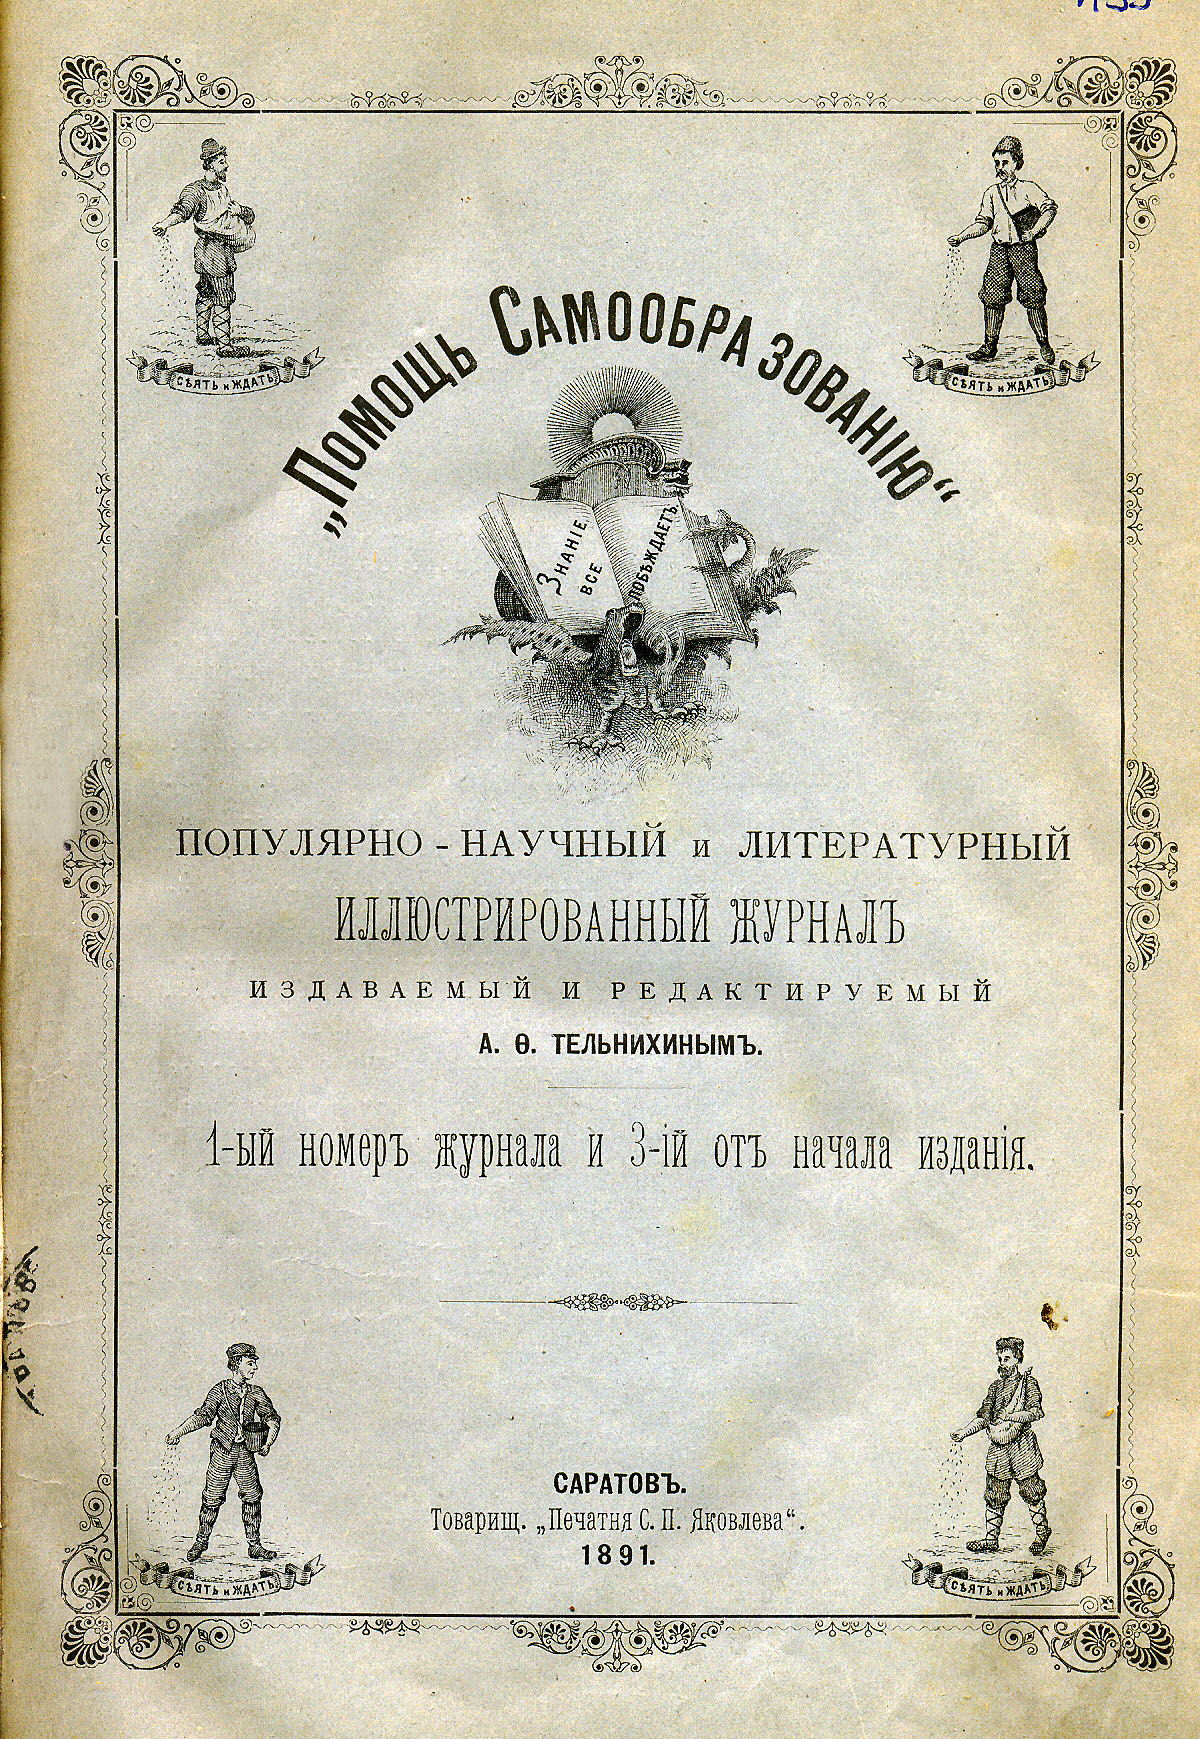 СѢЯТЬ и ЖДАТЬ
СѢЯТЬ и ЖДАТЬ
„ПОМОЩЬ САМООБРАЗОВАНІЮ“
ЗНАНІЕ
ВСЕ
ПОБѢЖДАЕТЪ.
ПОПУЛЯРНО - НАУЧНЫЙ и ЛИТЕРАТУРНЫЙ
ИЛЛЮСТРИРОВАННЫЙ ЖУРНАЛЪ
ИЗДАВАЕМЫЙ И РЕДАКТИРУЕМЫЙ
А. Ѳ. ТЕЛЬНИХИНЫМЪ.
1-ый номеръ журнала и 3-ій отъ начала изданія.
САРАТОВЪ.
Товарищ. „Печатня С. П. Яковлева“.
1891.
СѢЯТЬ и ЖДАТЬ
СѢЯТЬ и ЖДАТЬ